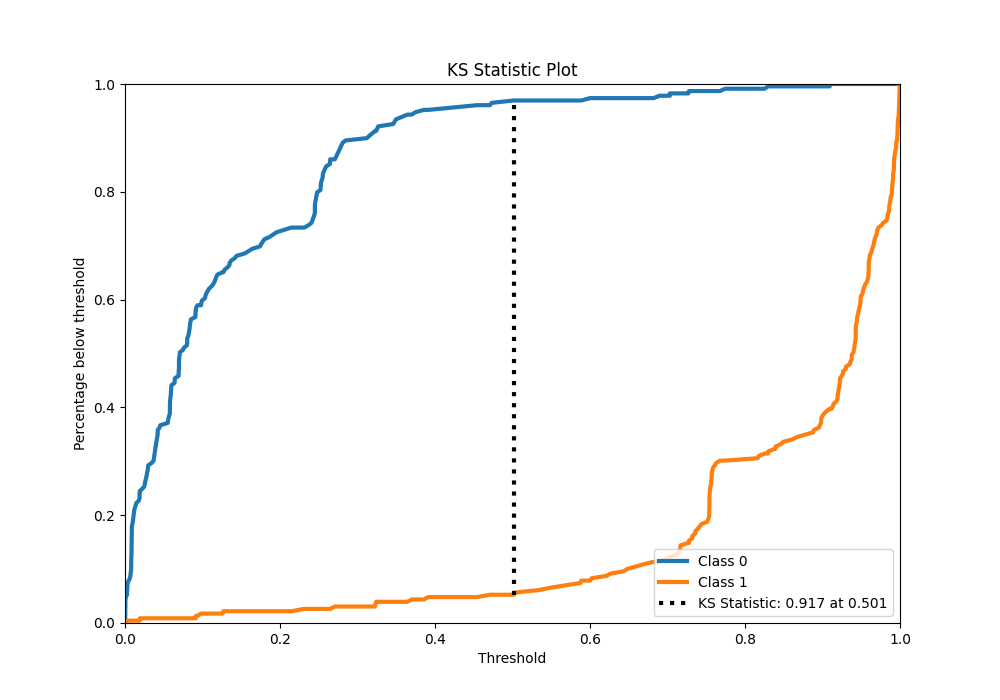 KS Statistic Plot
1.0
0.8
0.6
0.4
0.2
0.0
Percentage below threshold
0.0 0.2 0.4 0.6 0.8 1.0
Threshold
Class 0
Class 1
KS Statistic: 0.917 at 0.501